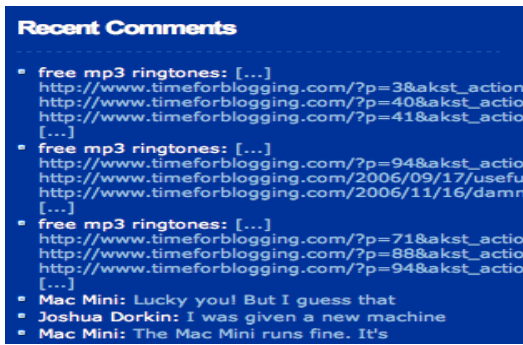 Recent Comments
free mp3 ringtones: [...]
http://www.timeforblogging.com/?p=3&akst_action
http://www.timeforblogging.com/?p=40&akst_actio
http://www.timeforblogging.com/?p=41&akst_actio
[...]
free mp3 ringtones: [...]
http://www.timeforblogging.com/?p=94&akst_actio
http://www.timeforblogging.com/2006/09/17/usefu
http://www.timeforblogging.com/2006/11/16/damn
[...]
free mp3 ringtones: [...]
http://www.timeforblogging.com/?p=71&akst_actio
http://www.timeforblogging.com/?p=88&akst_actio
http://www.timeforblogging.com/?p=94&akst_actio
[...]
Mac Mini: Lucky you! But I guess that
Joshua Dorkin: I was given a new machine
Mac Mini: The Mac Mini runs fine. It's